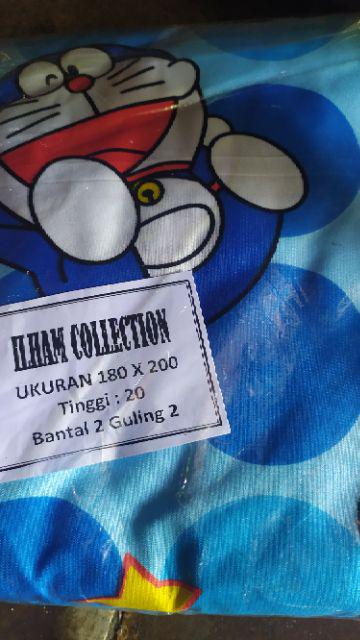 ILHAM COLLECTION
UKURAN 180 X 200
Tinggi : 20
Bantal 2 Guling 2